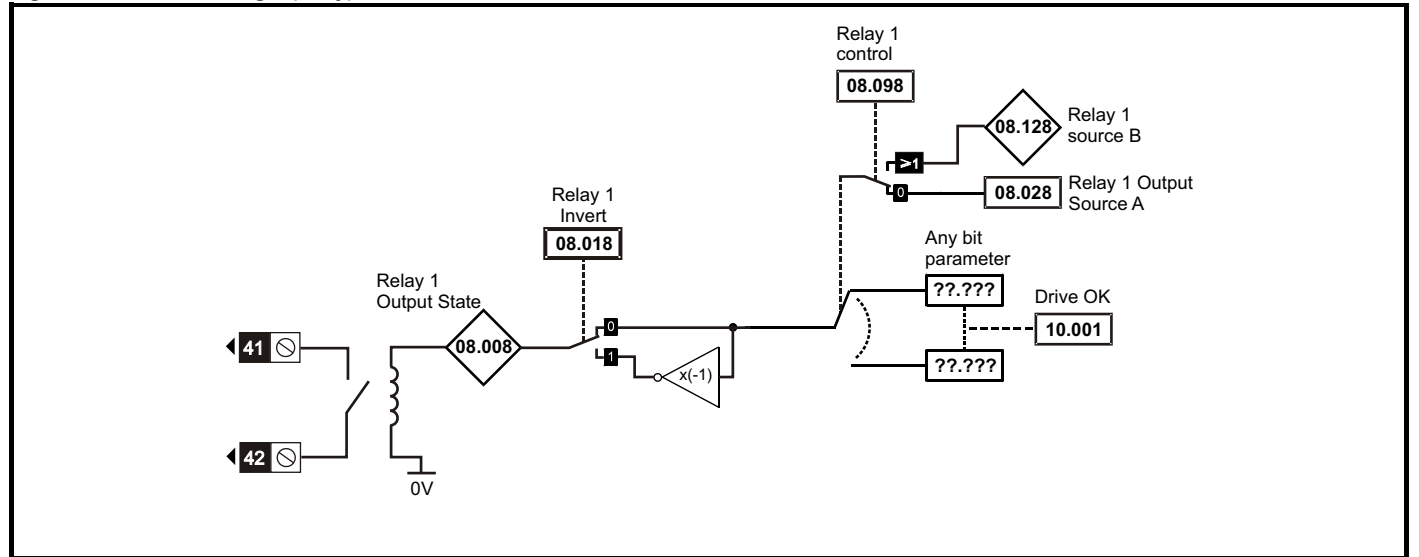 Relay 1
control
08.098
08.128
Relay 1
source B
>1
0
08.028
Relay 1 Output
Source A
Relay 1
Invert
08.018
Any bit
parameter
??.???
Drive OK
10.001
??.???
Relay 1
Output State
08.008
0
1
x(-1)
41
42
0V